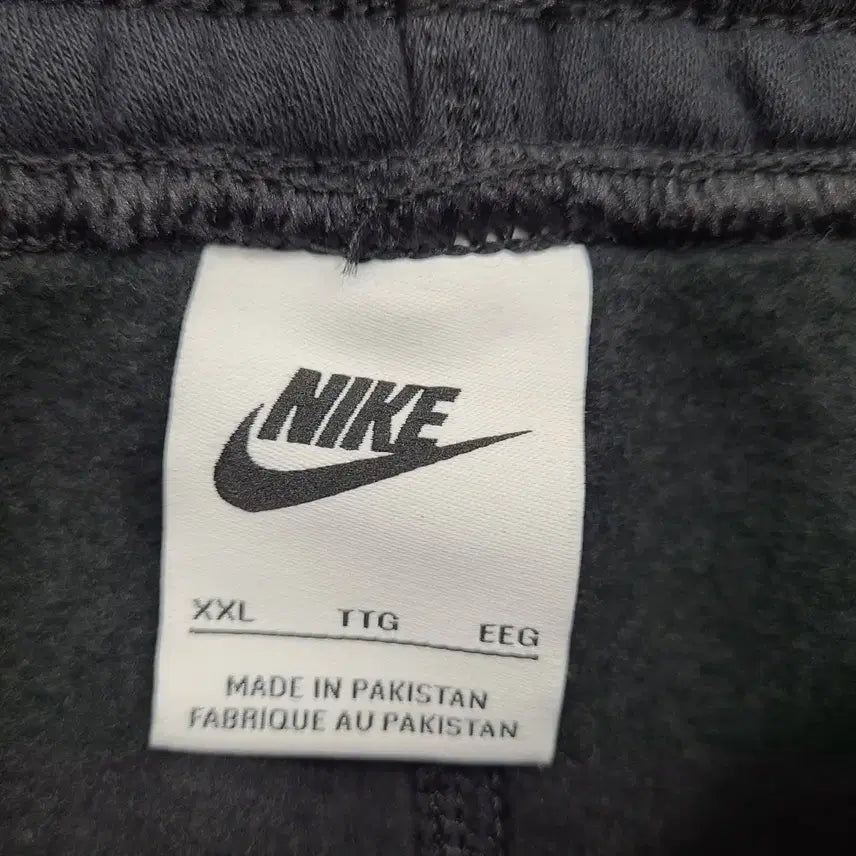 NIKE
XXL TTG EEG
MADE IN PAKISTAN
FABRIQUE AU PAKISTAN